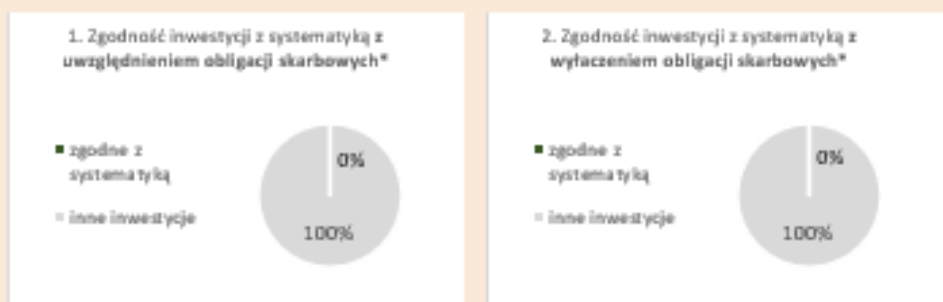 1. Zgodność inwestycji z systematyką z
uwzględnieniem obligacji skarbowych*
zgodne z
systematyką
inne inwestycje
0%
100%
2. Zgodność inwestycji z systematyką z
wyłaczeniem obligacji skarbowych*
zgodne z
systematyką
inne inwestycje
0%
100%